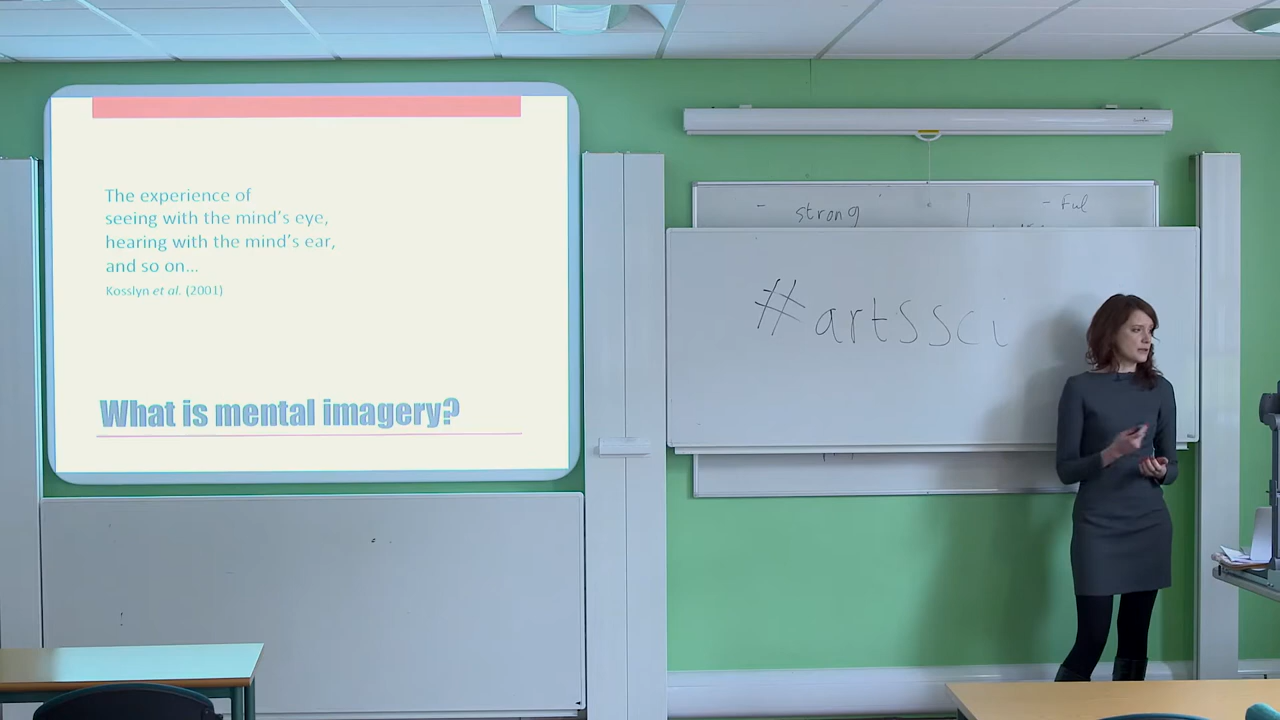 The experience of
seeing with the mind's eye,
hearing with the mind's ear,
and so on...
Kosslyn et al. (2001)
What is mental imagery?
strong
- Ful
#artsSci